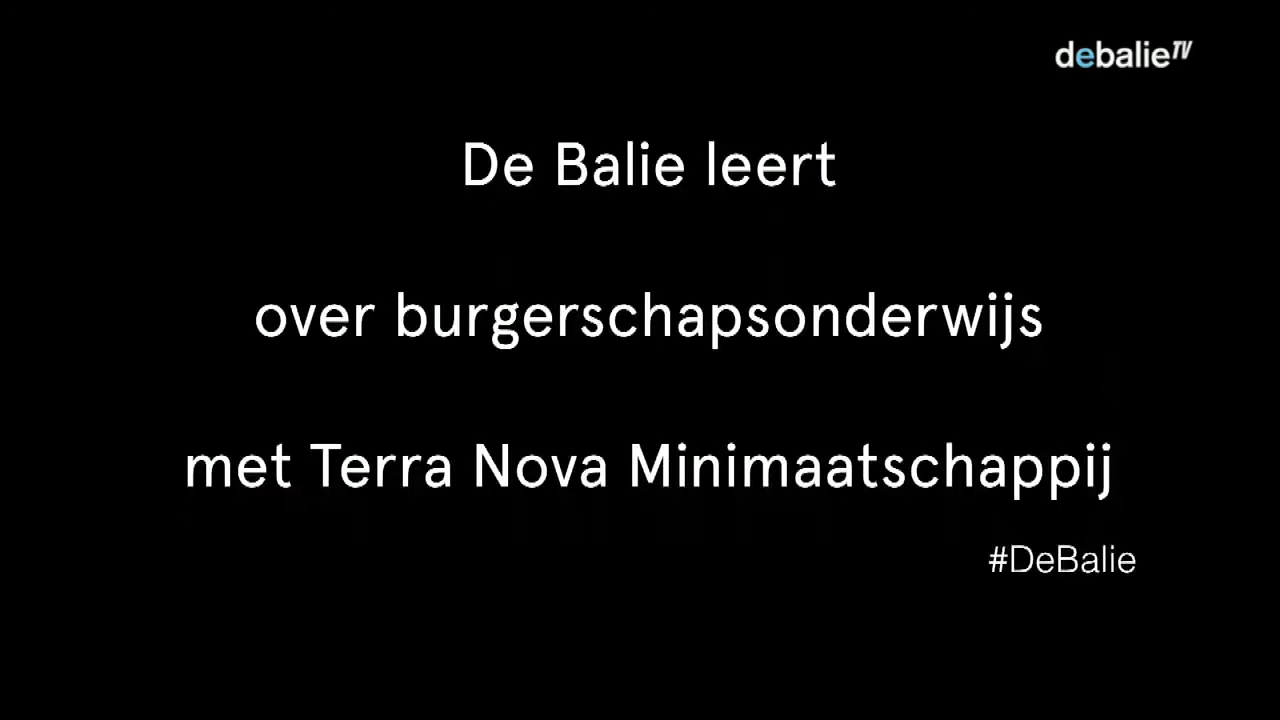 debalieTV
De Balie leert
over burgerschapsonderwijs
met Terra Nova Minimaatschappij
#DeBalie